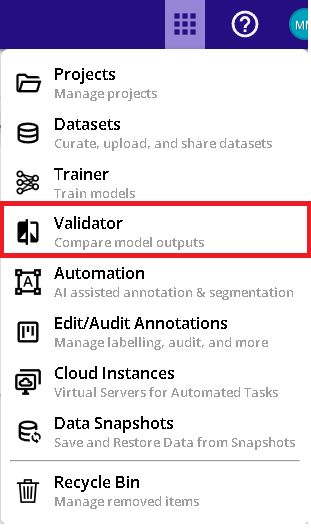 MM
Projects
Manage projects
Datasets
Curate, upload, and share datasets
Trainer
Train models
Validator
Compare model outputs
A
Automation
AI assisted annotation & segmentation
Edit/Audit Annotations
Manage labelling, audit, and more
Cloud Instances
Virtual Servers for Automated Tasks
Data Snapshots
Save and Restore Data from Snapshots
Recycle Bin
Manage removed items